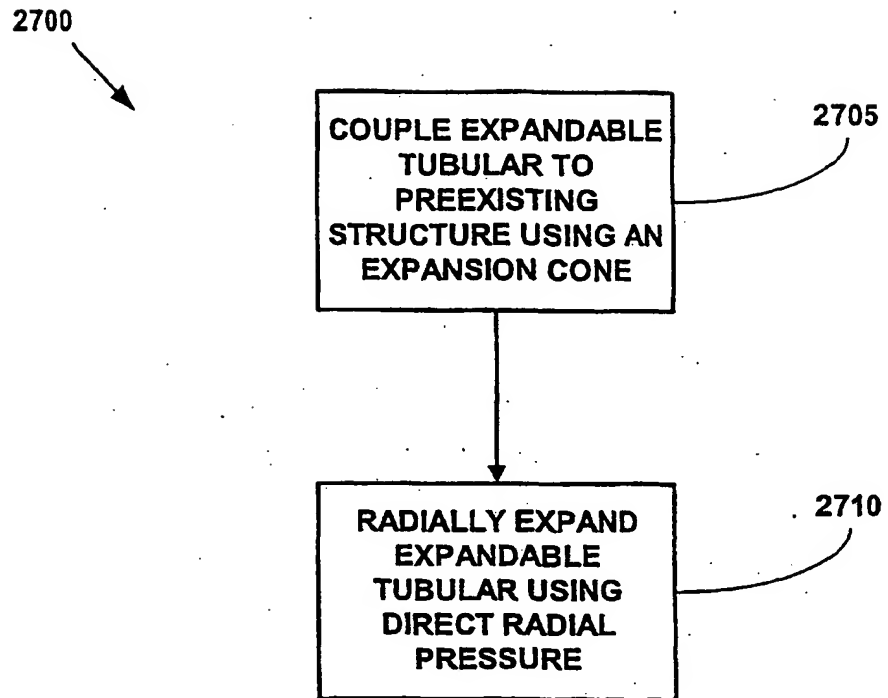 2700
COUPLE EXPANDABLE
TUBULAR TO
PREEXISTING
STRUCTURE USING AN
EXPANSION CONE
2705
RADIALLY EXPAND
EXPANDABLE
TUBULAR USING
DIRECT RADIAL
PRESSURE
2710